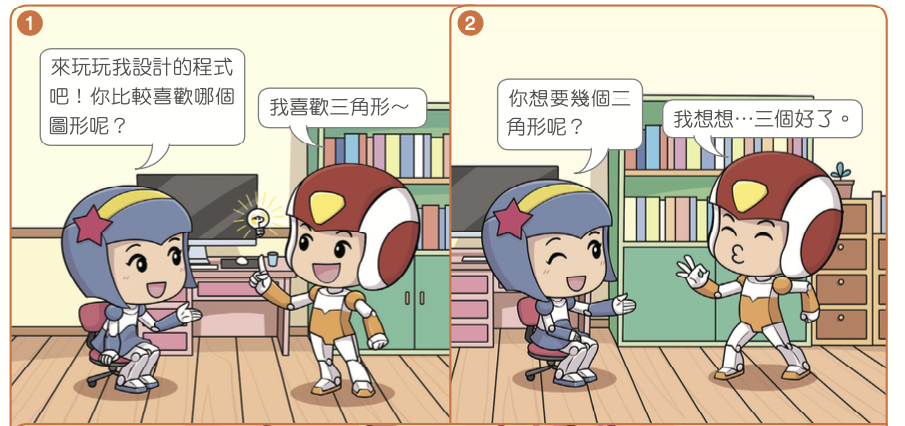 1
來玩玩我設計的程式
吧！你比較喜歡哪個
圖形呢？
我喜歡三角形～
2
你想要幾個三
角形呢？
我想想…三個好了。